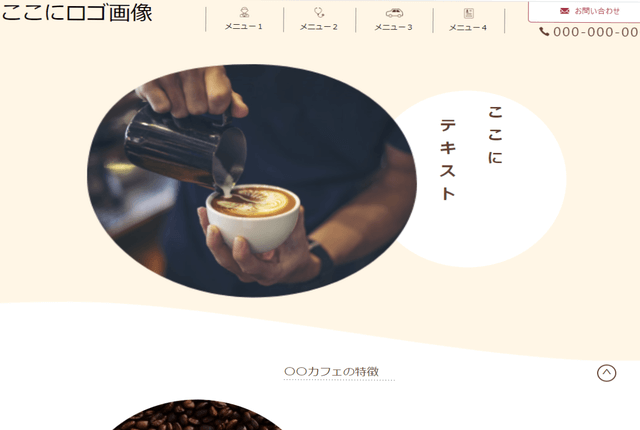 ここにロゴ画像
メニュー１
メニュー２
メニュー３
メニュー４
お問い合わせ
000-000-00
ここに
テキスト
〇〇カフェの特徴